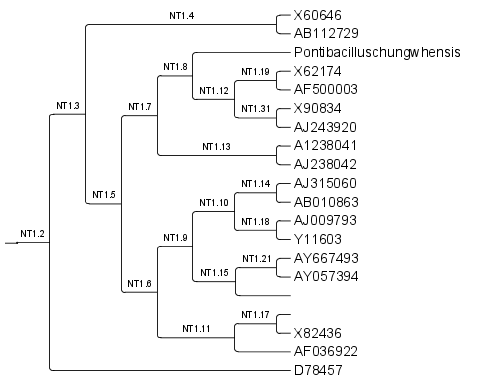 NT1.4
X60646
AB112729
Pontibacilluschungwhensis
NT1.8
NT1.19
X62174
NT1.12
AF500003
NT1.3
NT1.7
NT1.31
X90834
AJ243920
NT1.13
A1238041
AJ238042
NT1.5
NT1.14
AJ315060
NT1.10
AB010863
NT1.18
AJ009793
NT1.2
NT1.9
Y11603
NT1.21
AY667493
NT1.15
AY057394
NT1.6
NT1.17
NT1.11
X82436
AF036922
D78457